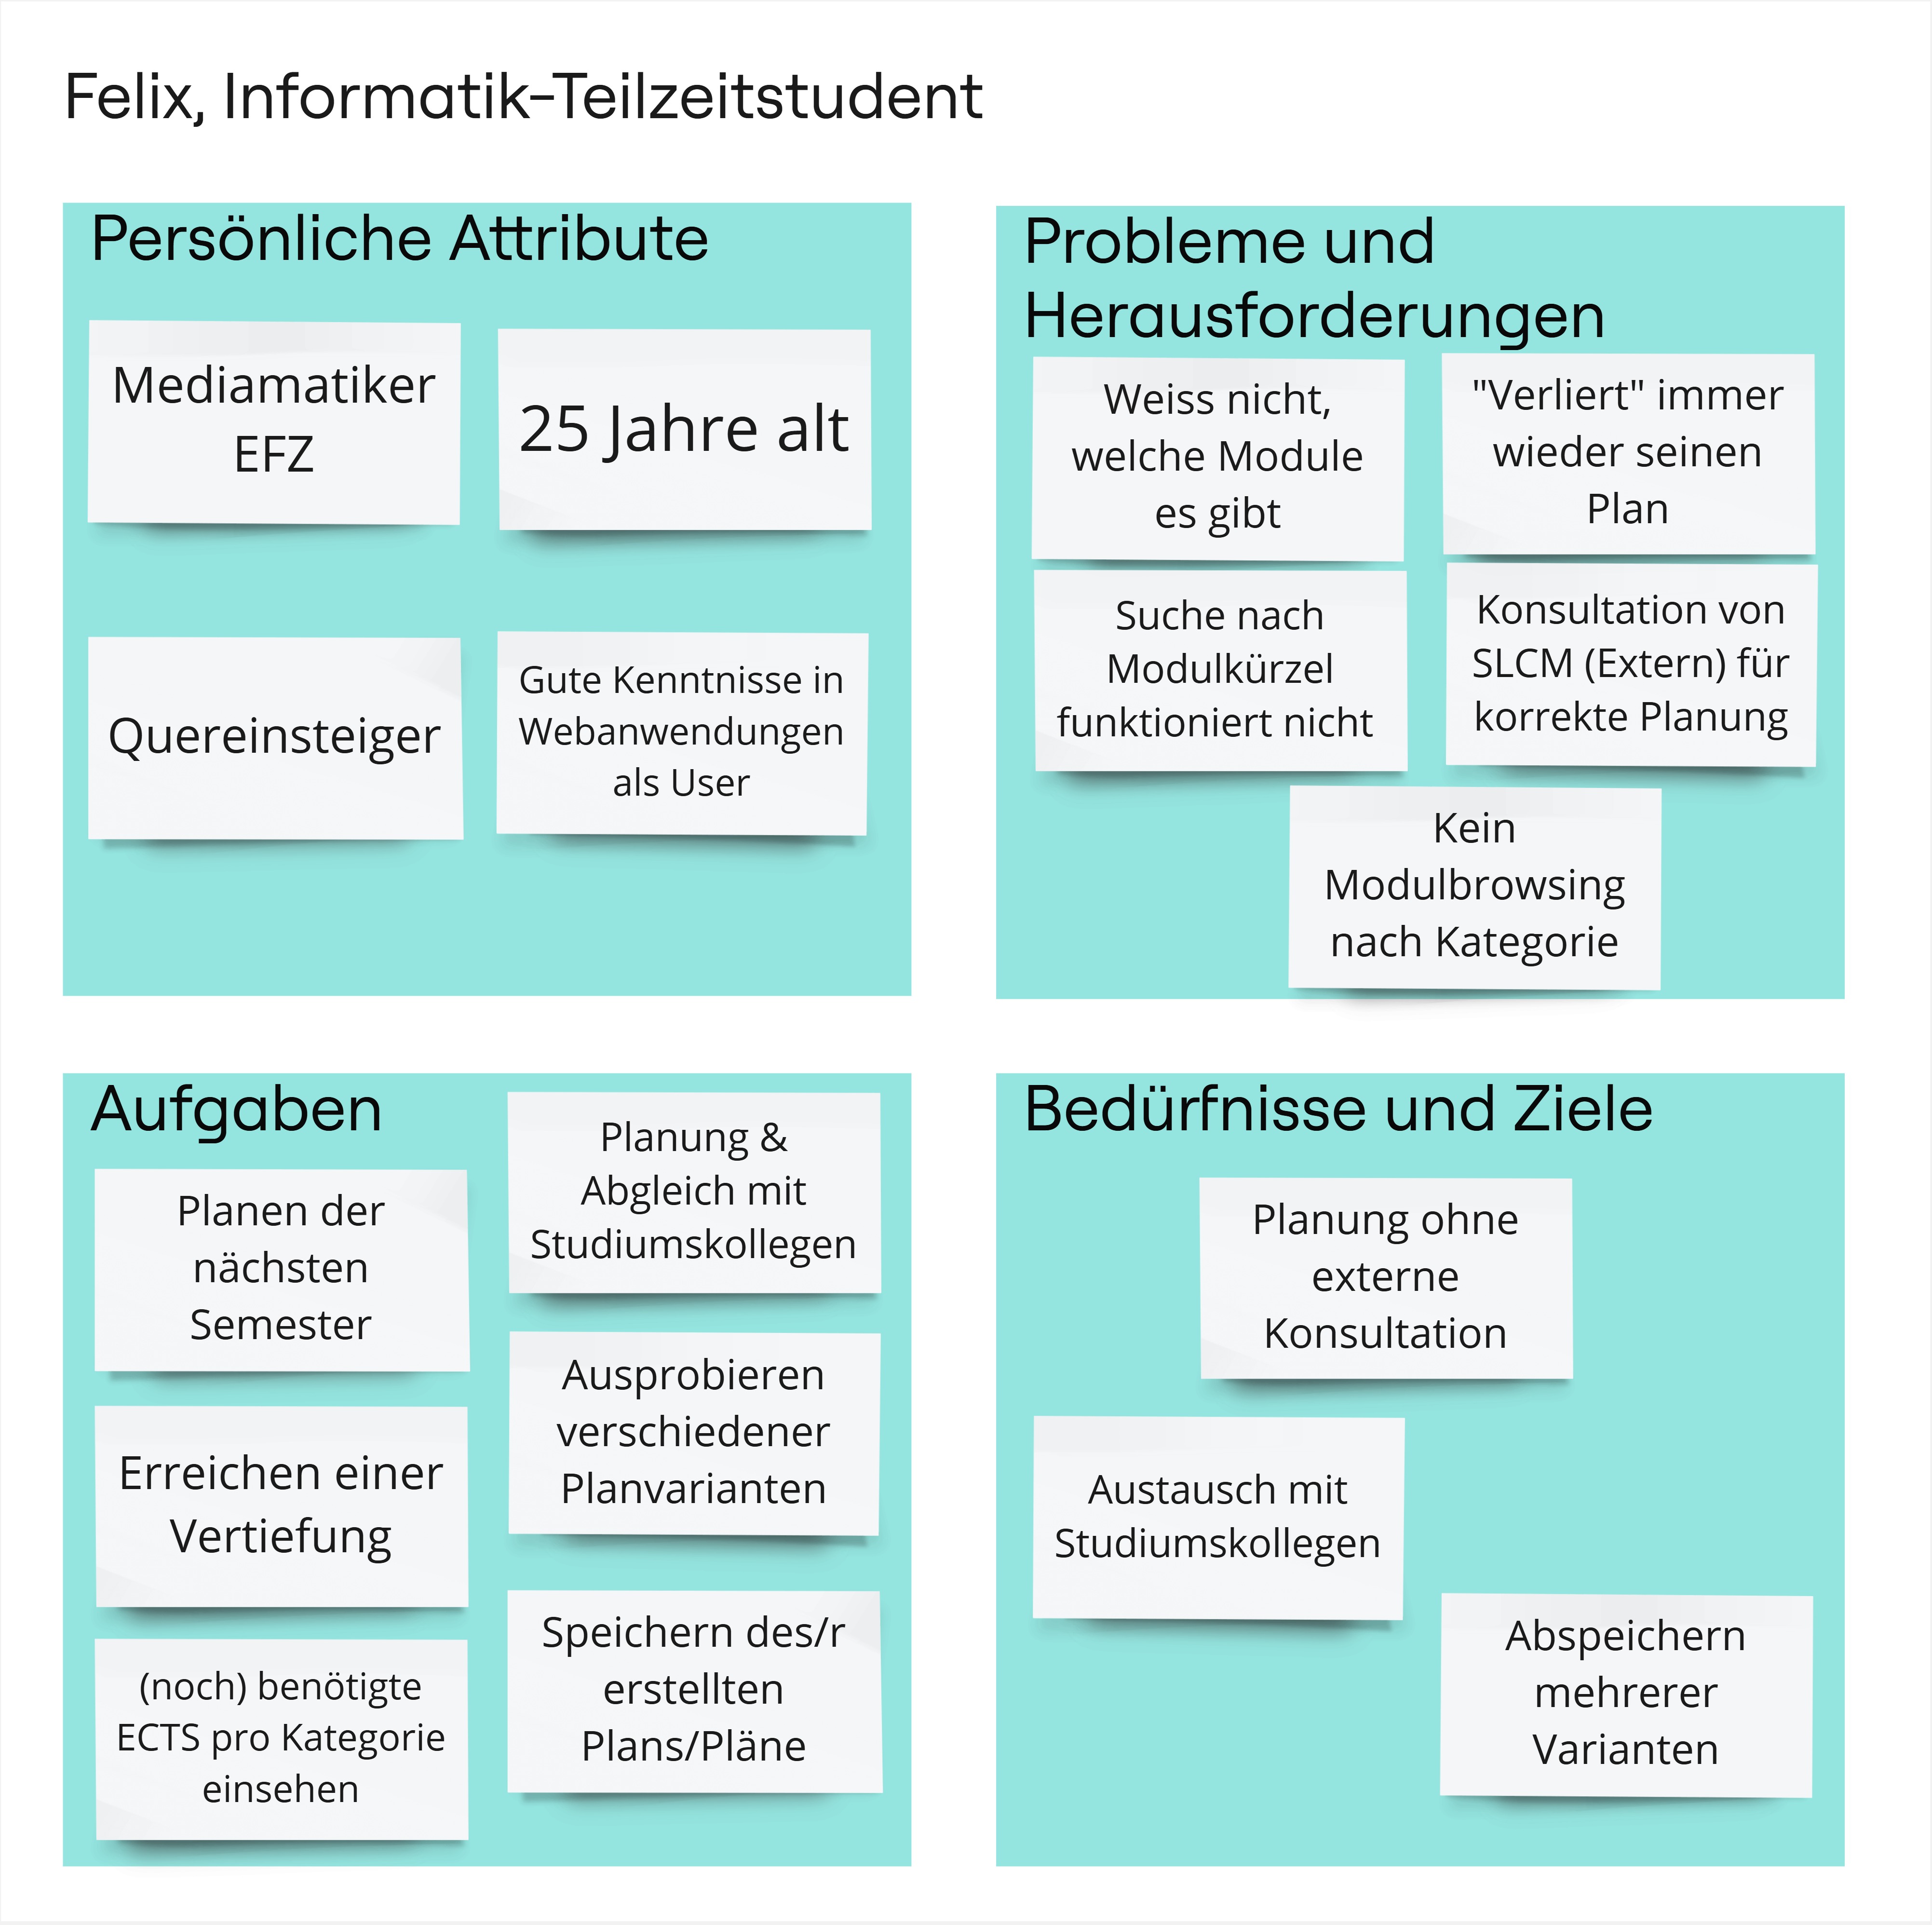 Felix, Informatik-Teilzeitstudent
Persönliche Attribute
Mediamatiker
EFZ
25 Jahre alt
Quereinsteiger
Gute Kenntnisse in
Webanwendungen
als User
Probleme und
Herausforderungen
Weiss nicht,
welche Module
es gibt
"Verliert" immer
wieder seinen
Plan
Suche nach
Modulkürzel
funktioniert nicht
Konsultation von
SLCM (Extern) für
korrekte Planung
Kein
Modulbrowsing
nach Kategorie
Aufgaben
Planen der
nächsten
Semester
Planung &
Abgleich mit
Studiumskollegen
Erreichen einer
Vertiefung
Ausprobieren
verschiedener
Planvarianten
(noch) benötigte
ECTS pro Kategorie
einsehen
Speichern des/r
erstellten
Plans/Pläne
Bedürfnisse und Ziele
Planung ohne
externe
Konsultation
Austausch mit
Studiumskollegen
Abspeichern
mehrerer
Varianten